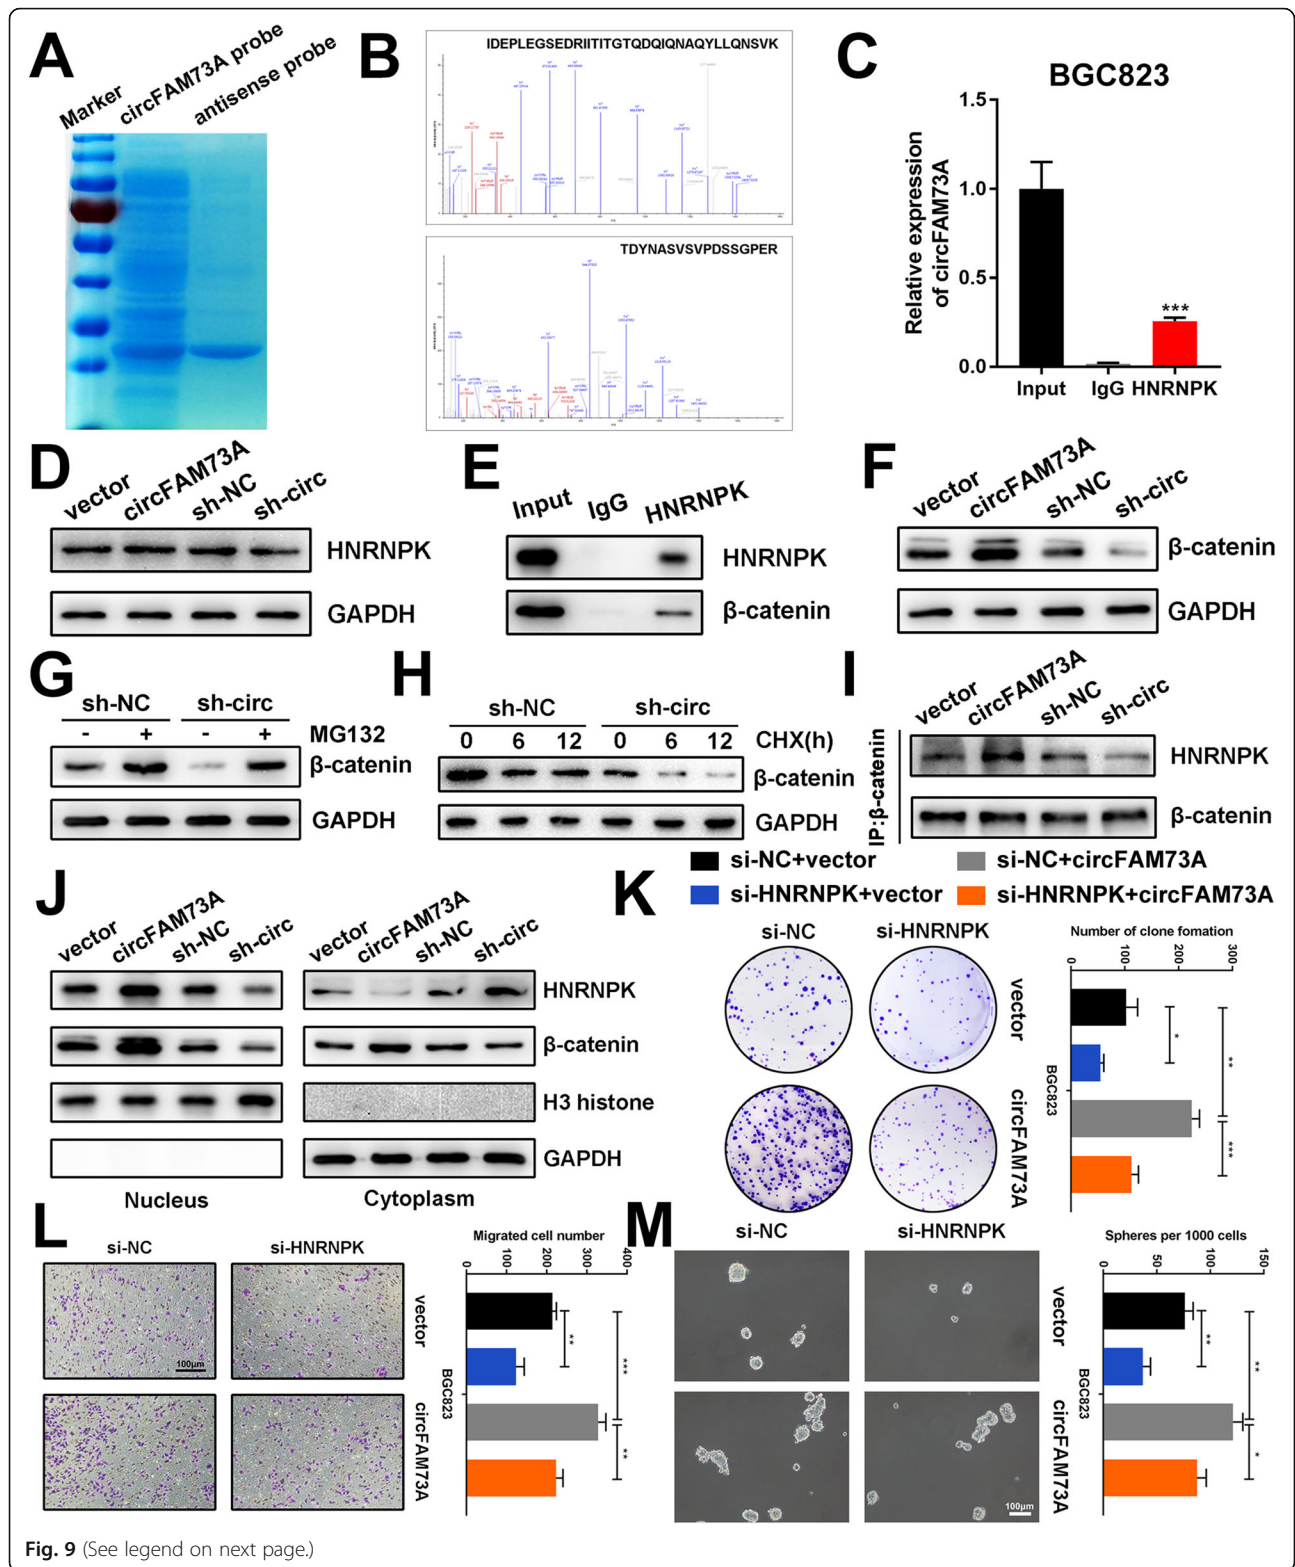 A
Marker
circFAM73A probe
antisense probe
B
IDEPLEGSEDRIITITGTQDQIQNAQYLLQNSVK
TDYNASVSVPDSSGPER
C
BGC823
Relative expression
of circFAM73A
1.5
1.0
0.5
0.0
***
Input IgG HNRNPK
D
vector circFAM73A sh-NC sh-circ
HNRNPK
GAPDH
E
Input IgG HNRNPK
HNRNPK
β-catenin
F
vector circFAM73A sh-NC sh-circ
β-catenin
GAPDH
G
sh-NC sh-circ
- + - + MG132
β-catenin
GAPDH
H
sh-NC sh-circ
0 6 12 0 6 12 CHX(h)
β-catenin
GAPDH
I
vector circFAM73A sh-NC sh-circ
IP:β-catenin
HNRNPK
β-catenin
J
vector circFAM73A sh-NC sh-circ
vector circFAM73A sh-NC sh-circ
HNRNPK
β-catenin
H3 histone
GAPDH
Nucleus Cytoplasm
si-NC+vector si-NC+circFAM73A
si-HNRNPK+vector si-HNRNPK+circFAM73A
K
si-NC si-HNRNPK
vector
circFAM73A
Number of clone fomation
0 100 200 300
BGC823
*
**
***
L
si-NC si-HNRNPK
100μm
vector
circFAM73A
Migrated cell number
0 100 200 300 400
BGC823
**
***
**
M
si-NC si-HNRNPK
100μm
vector
circFAM73A
Spheres per 1000 cells
0 50 100 150
BGC823
**
**
*
Fig. 9 (See legend on next page.)